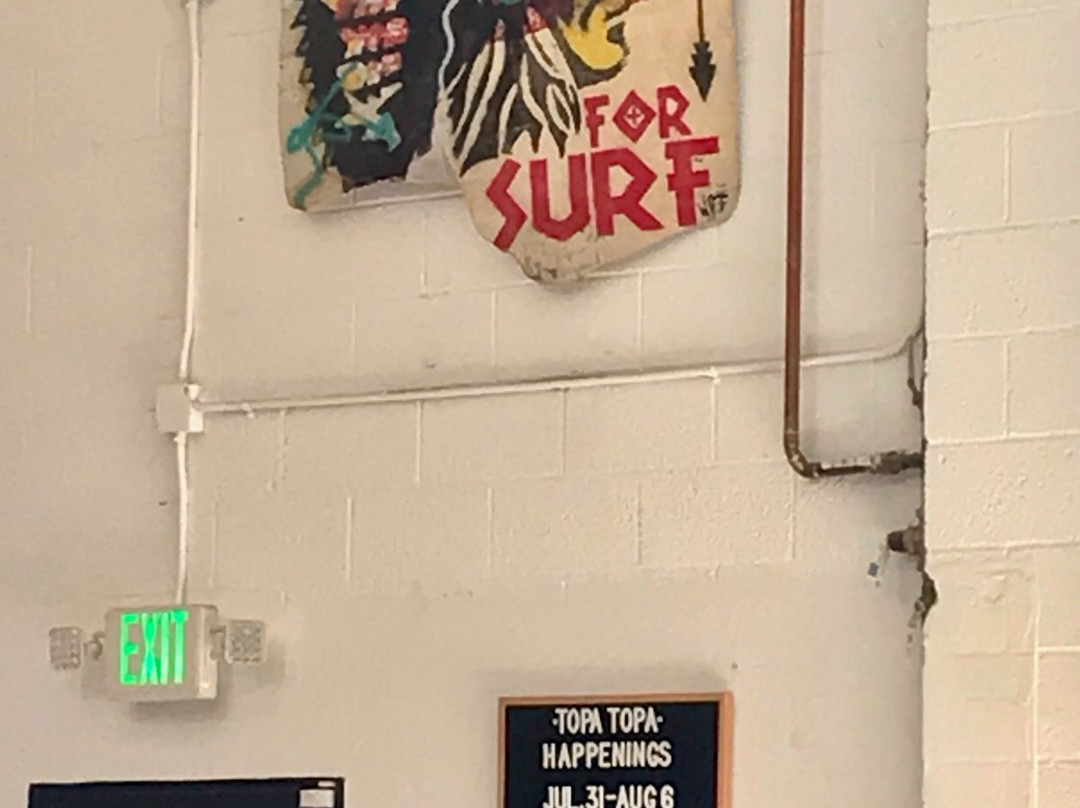 FOR
SURF
EXIT
·TOPA TOPA·
HAPPENINGS
JUL.31-AUG 6